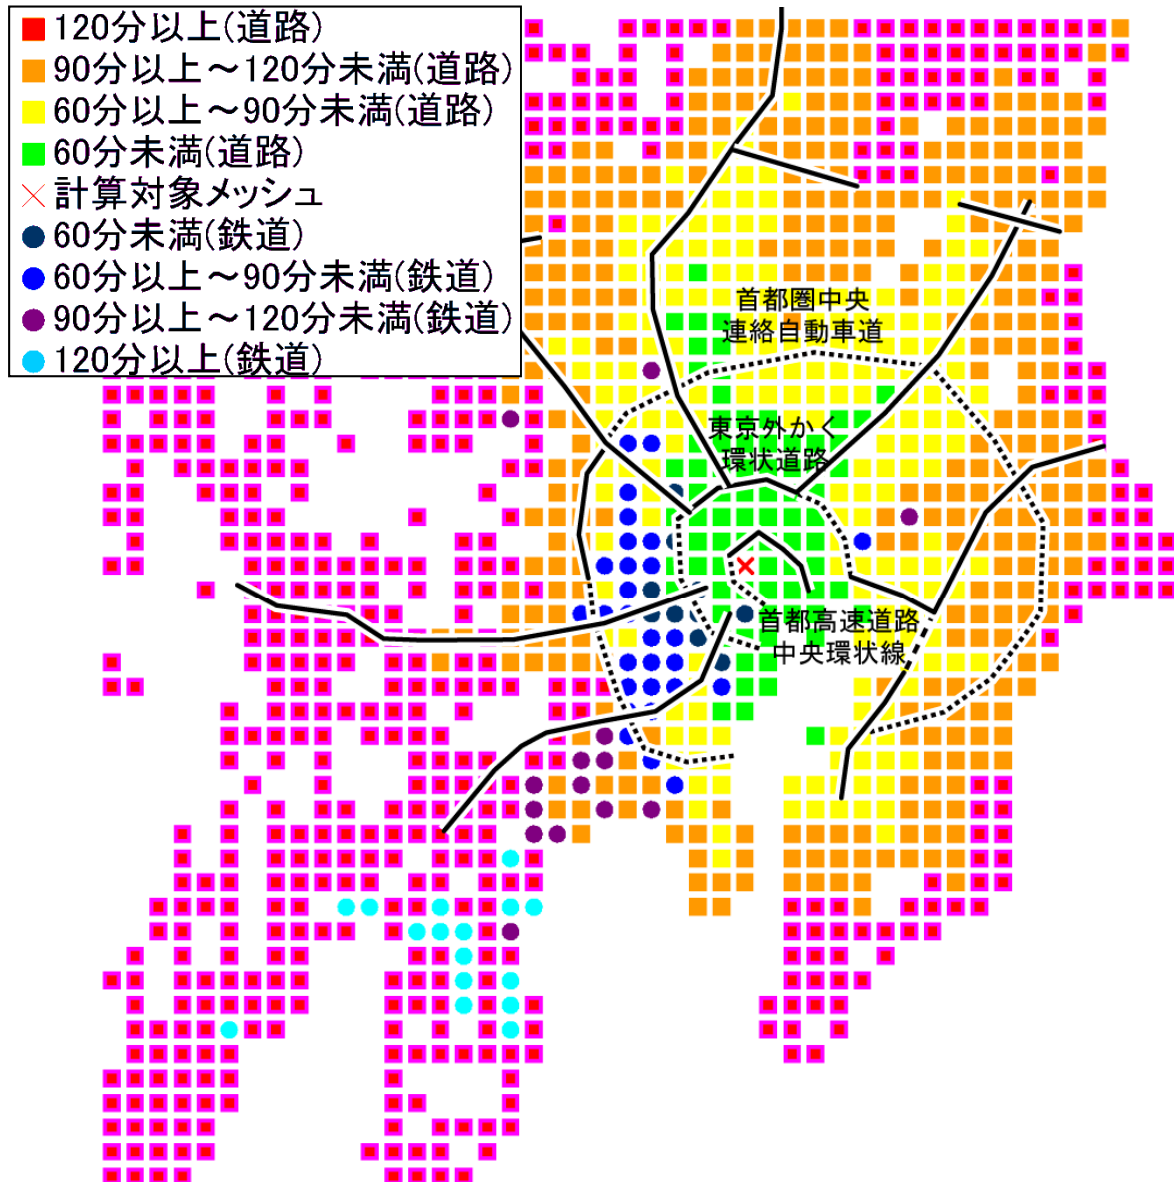 120分以上(道路)
90分以上～120分未満(道路)
60分以上～90分未満(道路)
60分未満(道路)
計算対象メッシュ
60分未満(鉄道)
60分以上～90分未満(鉄道)
90分以上～120分未満(鉄道)
120分以上(鉄道)
首都圏中央
連絡自動車道
東京外かく
環状道路
首都高速道路
中央環状線